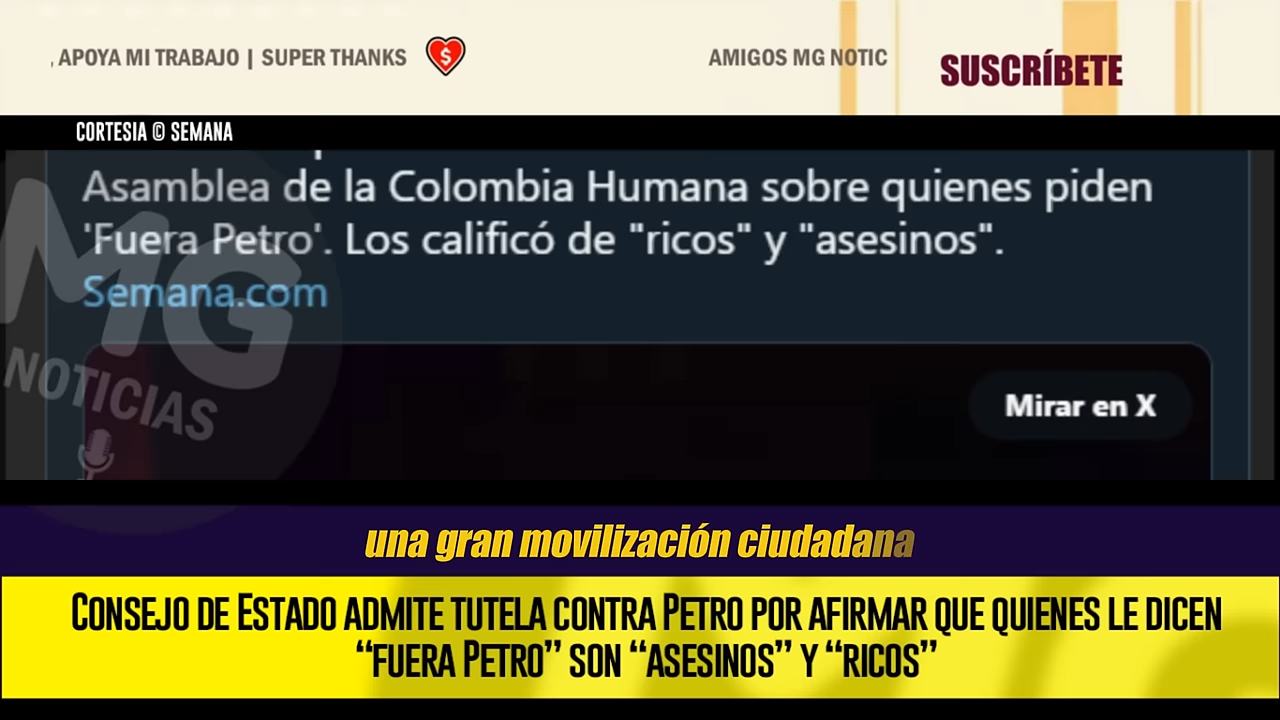 , APOYA MI TRABAJO | SUPER THANKS
$
AMIGOS MG NOTIC
SUSCRÍBETE
CORTESIA © SEMANA
Asamblea de la Colombia Humana sobre quienes piden
'Fuera Petro'. Los calificó de "ricos" y "asesinos".
Semana.com
MG
NOTICIAS
Mirar en X
una gran movilización ciudadana
CONSEJO DE ESTADO ADMITE TUTELA CONTRA PETRO POR AFIRMAR QUE QUIENES LE DICEN
“FUERA PETRO” SON “ASESINOS” Y “RICOS”